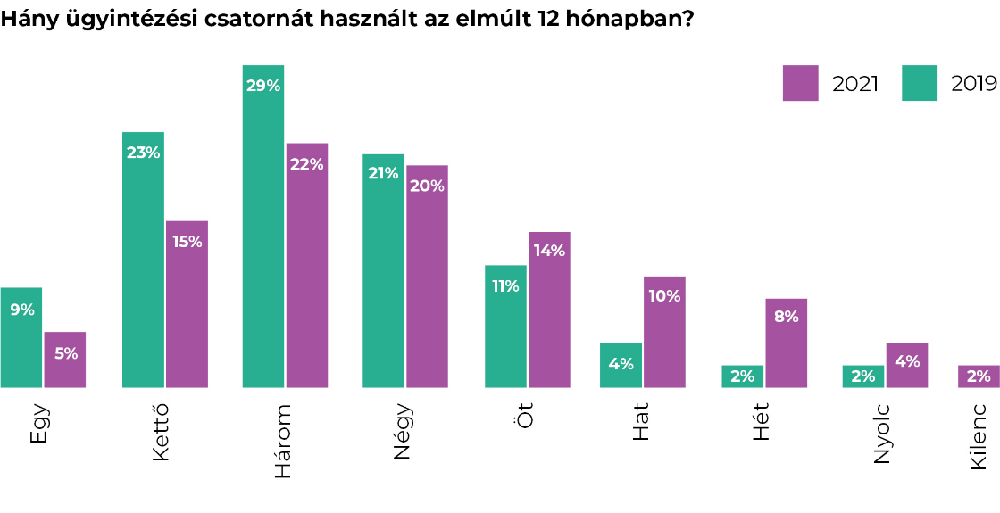 Hány ügyintézési csatornát használt az elmúlt 12 hónapban?
2021
2019
9%
5%
23%
15%
29%
22%
21%
20%
11%
14%
4%
10%
2%
8%
2%
4%
2%
Egy
Kettő
Három
Négy
Öt
Hat
Hét
Nyolc
Kilenc